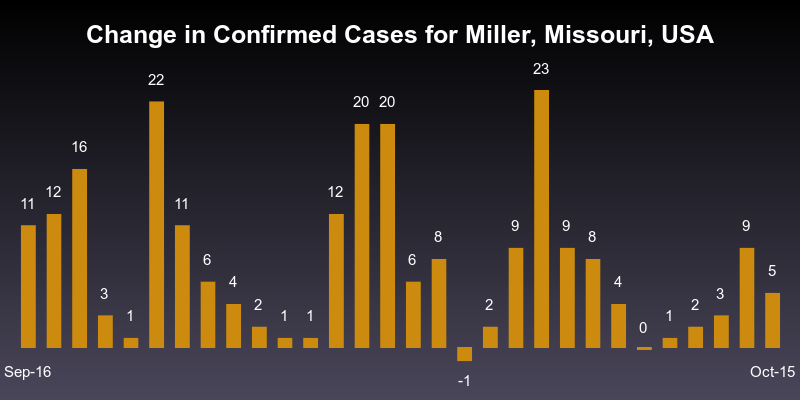 Change in Confirmed Cases for Miller, Missouri, USA
11 12 16 3 1 22 11 6 4 2 1 1 12 20 20 6 8 -1 2 9 23 9 8 4 0 1 2 3 9 5
Sep-16 Oct-15